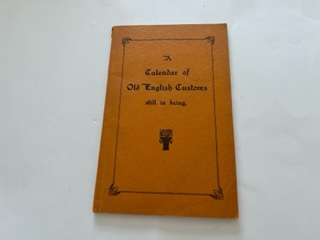 A
Calendar of
Old English Customs
still in being.